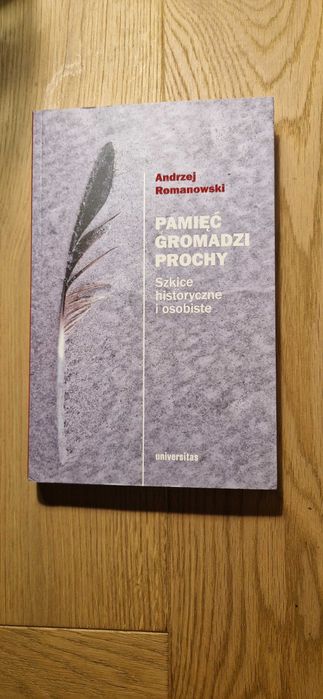 Andrzej
Romanowski
PAMIĘĆ
GROMADZI
PROCHY
Szkice
historyczne
i osobiste
universitas